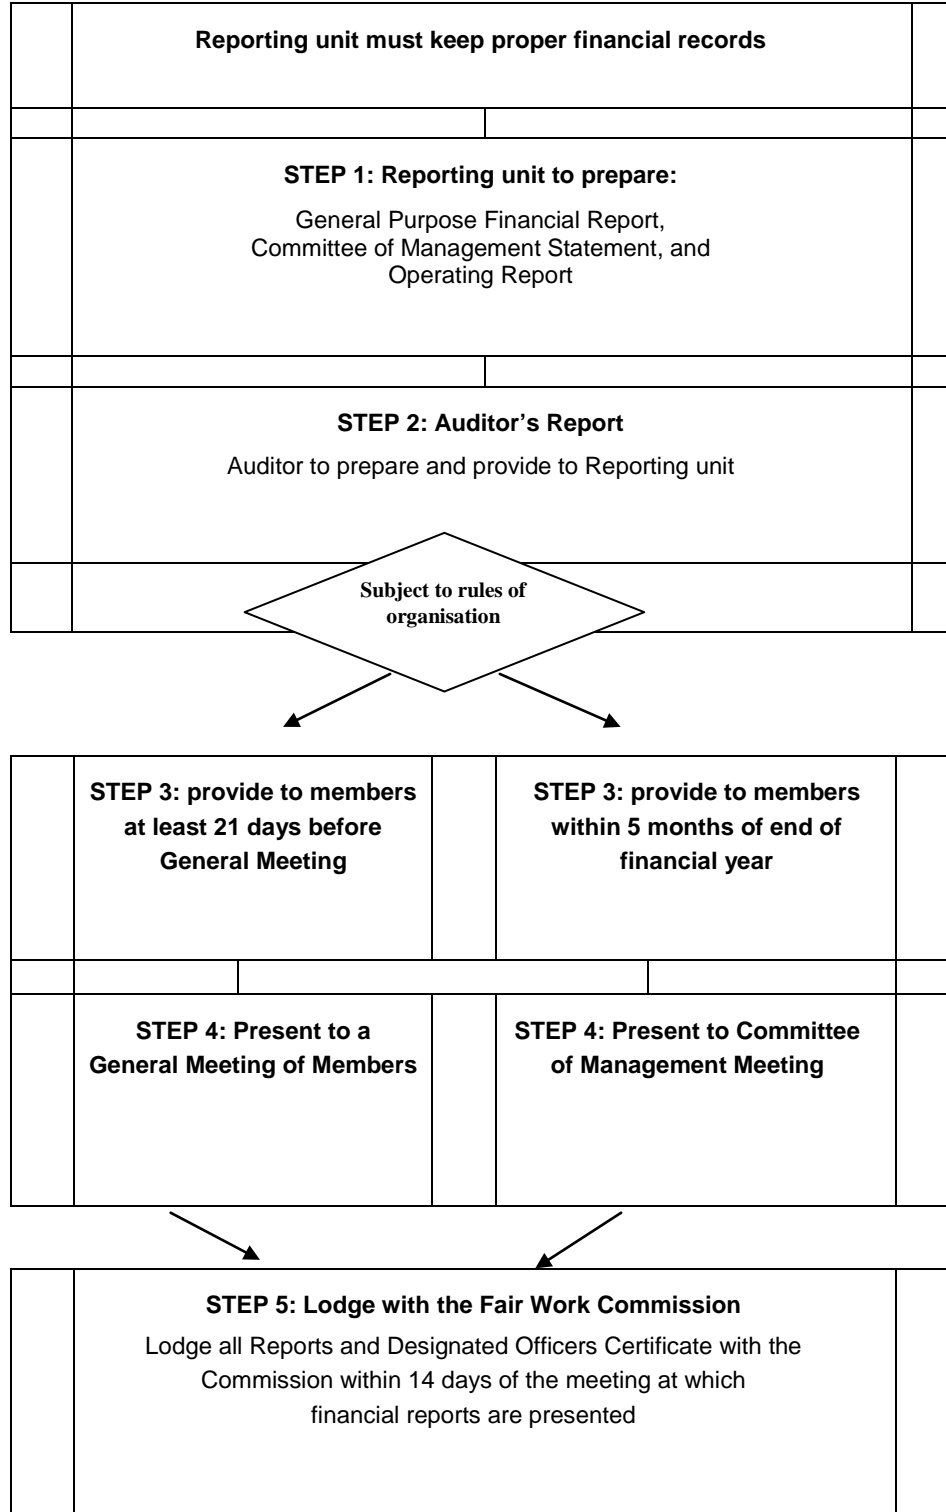 Reporting unit must keep proper financial records
STEP 1: Reporting unit to prepare:
General Purpose Financial Report,
Committee of Management Statement, and
Operating Report
STEP 2: Auditor’s Report
Auditor to prepare and provide to Reporting unit
Subject to rules of
organisation
STEP 3: provide to members
at least 21 days before
General Meeting
STEP 3: provide to members
within 5 months of end of
financial year
STEP 4: Present to a
General Meeting of Members
STEP 4: Present to Committee
of Management Meeting
STEP 5: Lodge with the Fair Work Commission
Lodge all Reports and Designated Officers Certificate with the
Commission within 14 days of the meeting at which
financial reports are presented